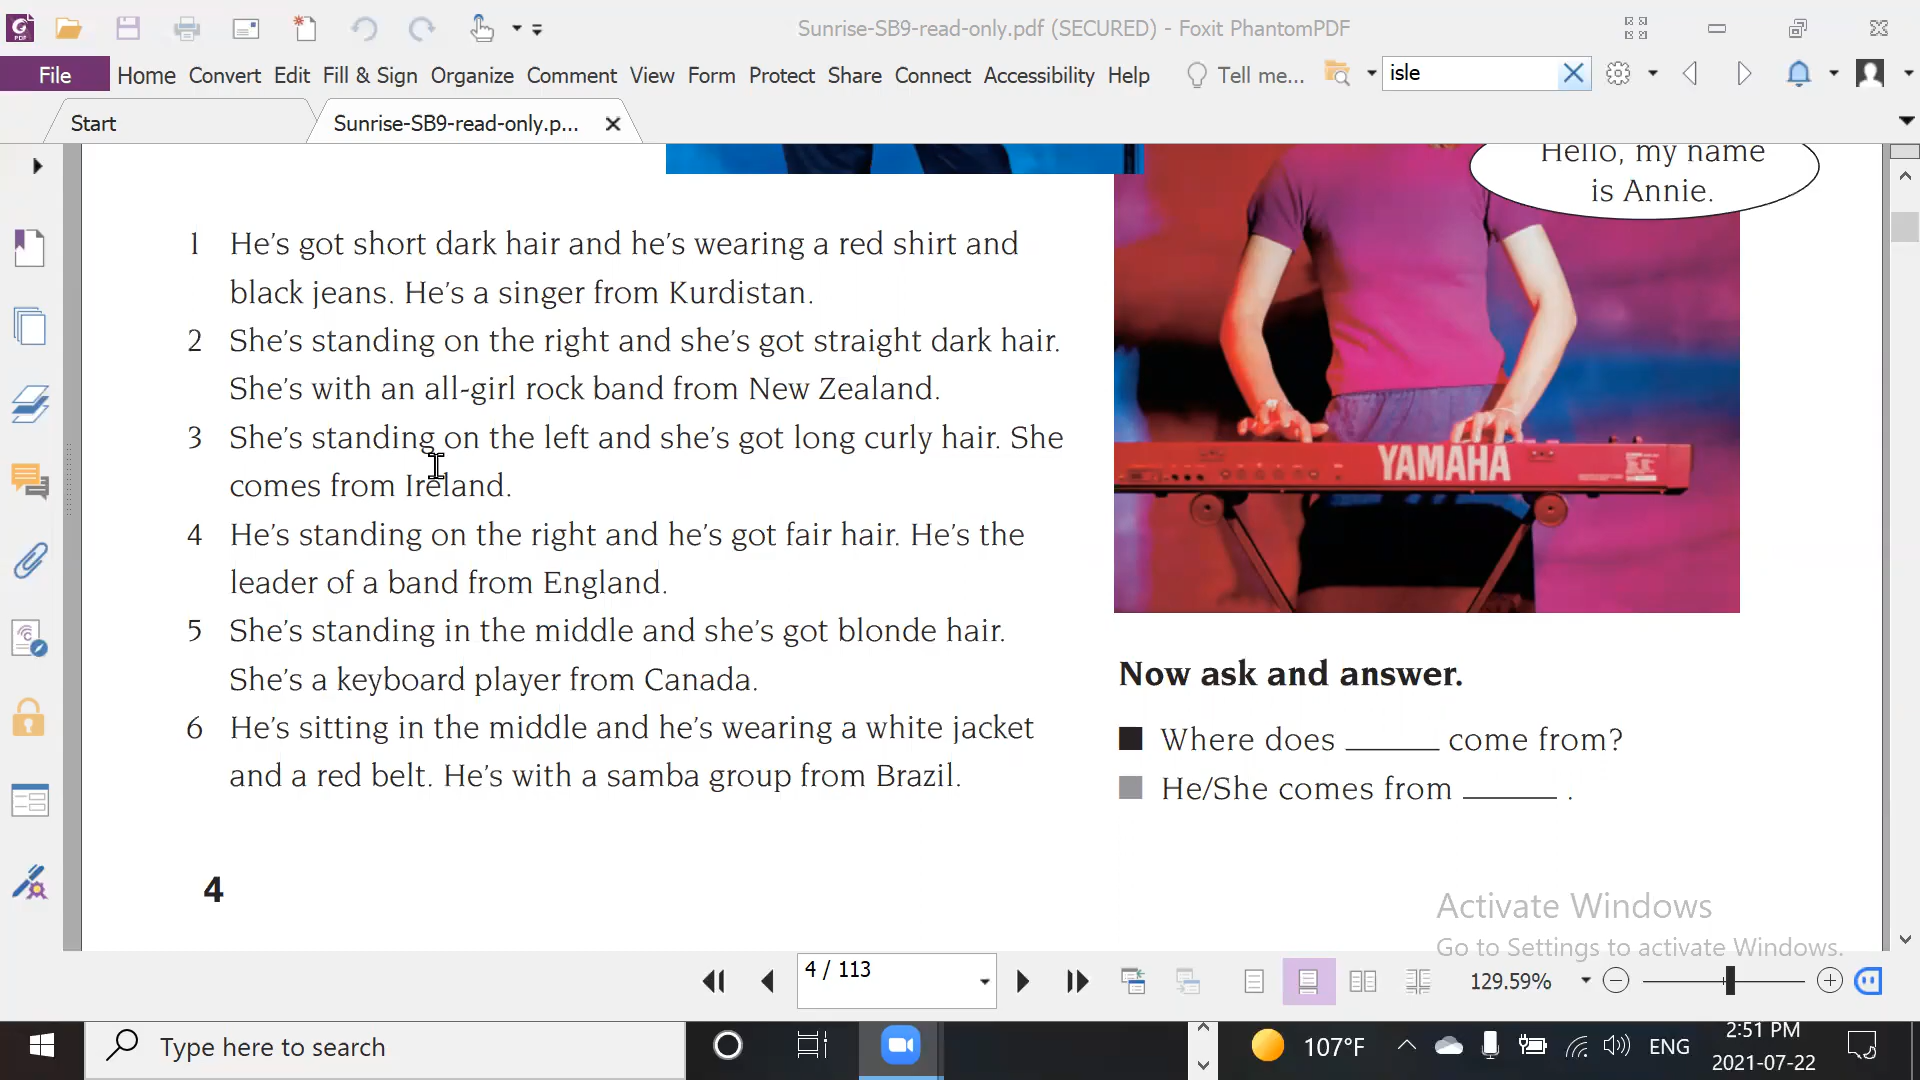 Sunrise-SB9-read-only.pdf (SECURED) - Foxit PhantomPDF
File Home Convert Edit Fill & Sign Organize Comment View Form Protect Share Connect Accessibility Help Tell me... isle
Start Sunrise-SB9-read-only.p...
Hello, my name
is Annie.
1 He's got short dark hair and he's wearing a red shirt and
black jeans. He's a singer from Kurdistan.
2 She's standing on the right and she's got straight dark hair.
She's with an all-girl rock band from New Zealand.
3 She's standing on the left and she's got long curly hair. She
comes from Ireland.
4 He's standing on the right and he's got fair hair. He's the
leader of a band from England.
5 She's standing in the middle and she's got blonde hair.
She's a keyboard player from Canada.
6 He's sitting in the middle and he's wearing a white jacket
and a red belt. He's with a samba group from Brazil.
YAMAHA
Now ask and answer.
Where does ______ come from?
He/She comes from ______ .
4
Activate Windows
Go to Settings to activate Windows.
4 / 113
129.59%
Type here to search
107°F
ENG
2:51 PM
2021-07-22